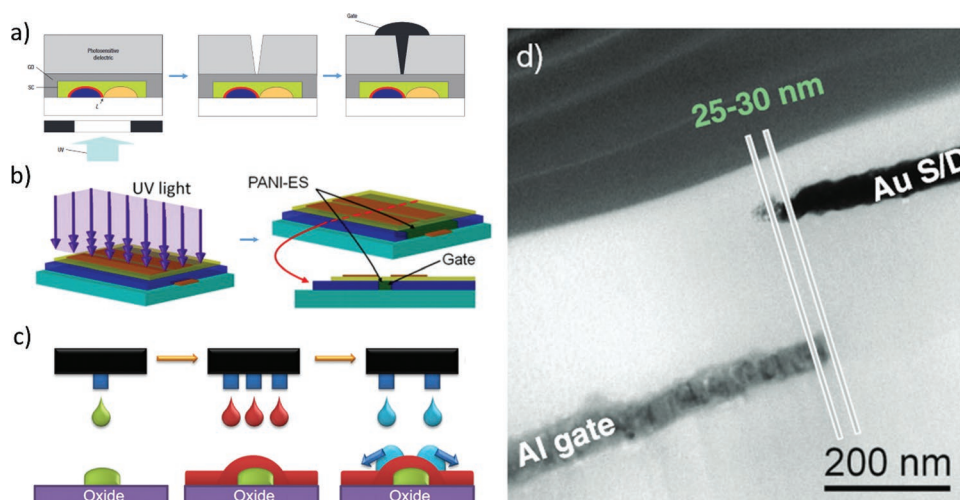 a)
Gate
Photosensitive
dielectric
GD
SC
L
UV
b)
UV light
PANI-ES
Gate
c)
Oxide
Oxide
Oxide
d)
25-30 nm
Au S/D
Al gate
200 nm